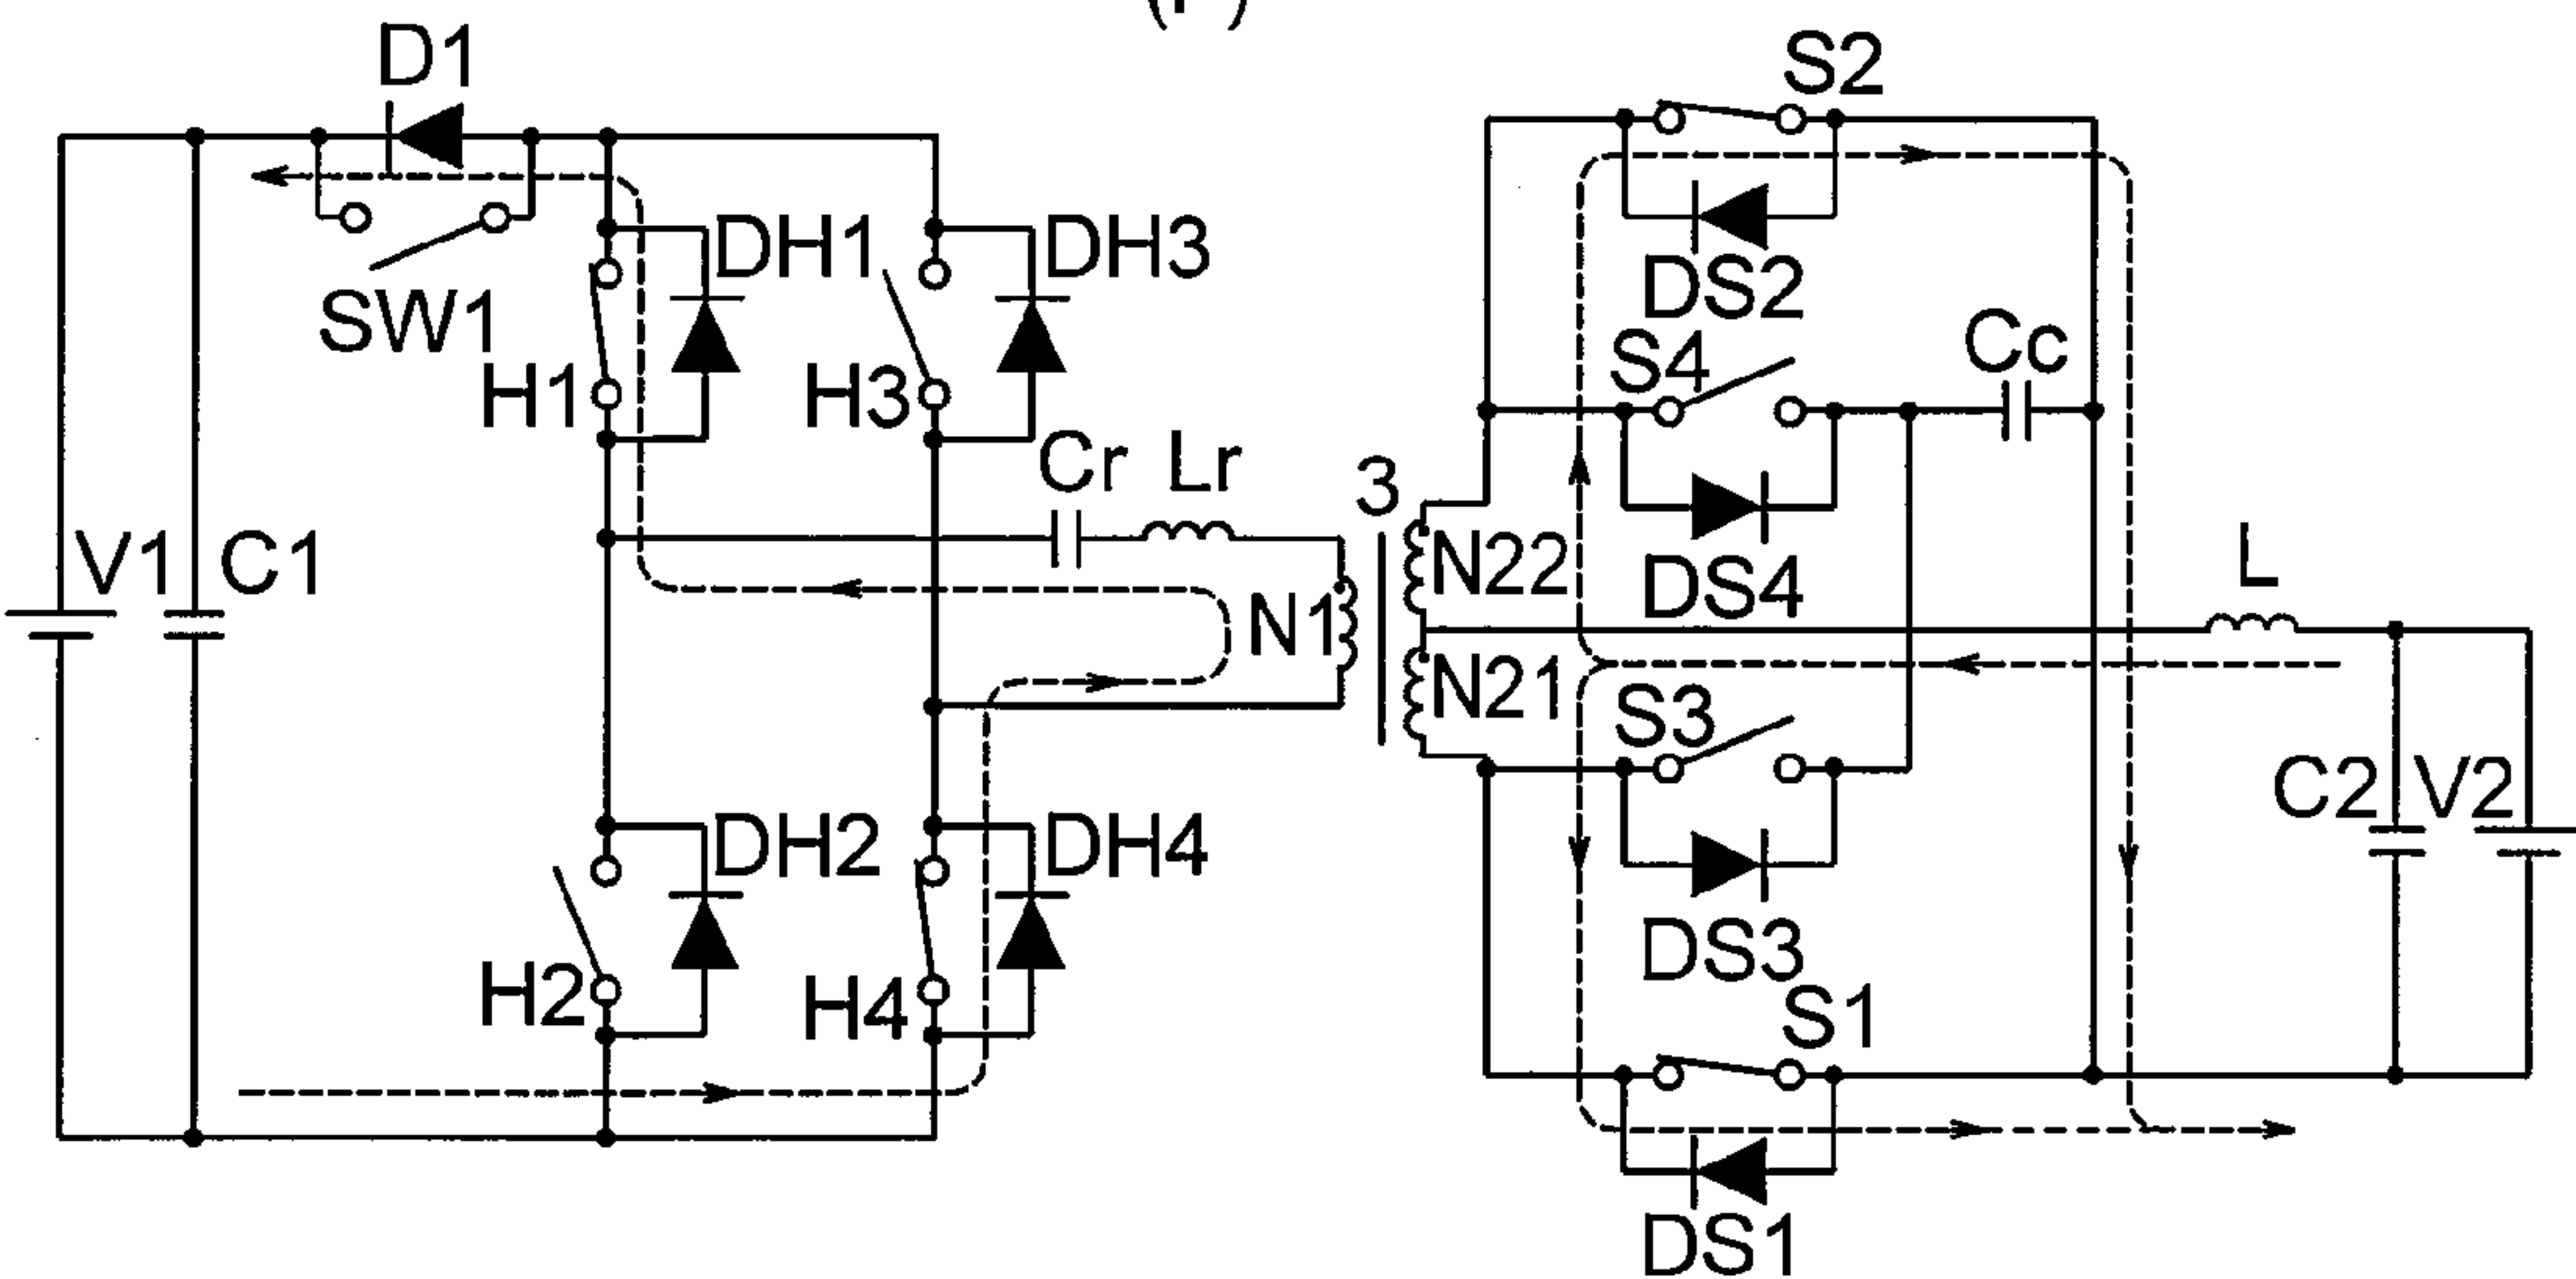 D1
S2
DH1
DH3
DS2
SW1
S4
Cc
H1
H3
Cr
Lr
3
V1
C1
N22
DS4
L
N1
N21
S3
C2
V2
DH2
DH4
DS3
H2
H4
S1
DS1